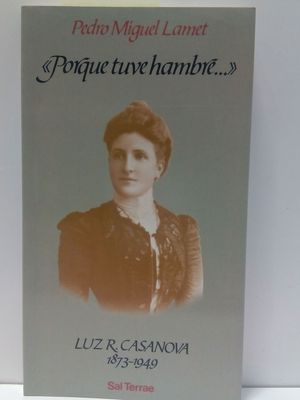 Pedro Miguel Lamet
«Porque tuve hambre...»
LUZ R. CASANOVA
1873-1949
Sal Terrae